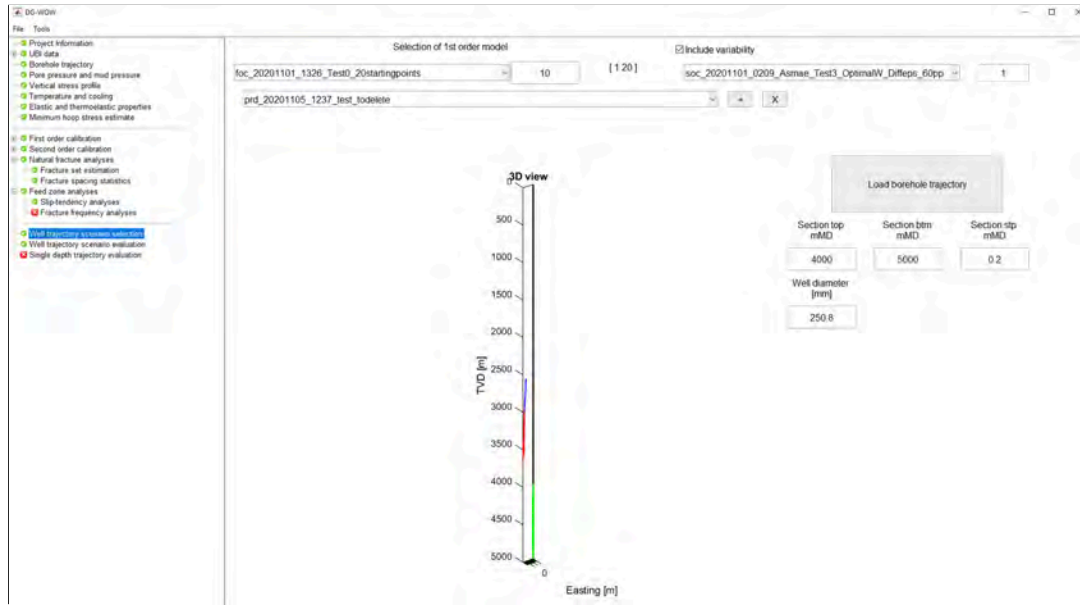 DG-WOW
File Tools
Project Information
UBI data
Borehole trajectory
Pore pressure and mud pressure
Vertical stress profile
Temperature and cooling
Elastic and thermoelastic properties
Minimum hoop stress estimate
First order calibration
Second order calibration
Natural fracture analyses
Fracture set estimation
Fracture spacing statistics
Feed zone analyses
Slip-tendency analyses
Fracture frequency analyses
Well trajectory scenario selection
Well trajectory scenario evaluation
Single depth trajectory evaluation
Selection of 1st order model
Include variability
foc_20201101_1326_Test0_20startingpoints
10
[1 20]
soc_20201101_0209_Asmae_Test3_OptimalW_Diffeps_60pp
1
prd_20201105_1237_test_todelete
X
3D view
0
500
1000
1500
2000
2500
3000
3500
4000
4500
5000
TVD [m]
0
Easting [m]
Load borehole trajectory
Section top mMD
Section btm mMD
Section stp mMD
4000
5000
0.2
Well diameter
[mm]
250.8